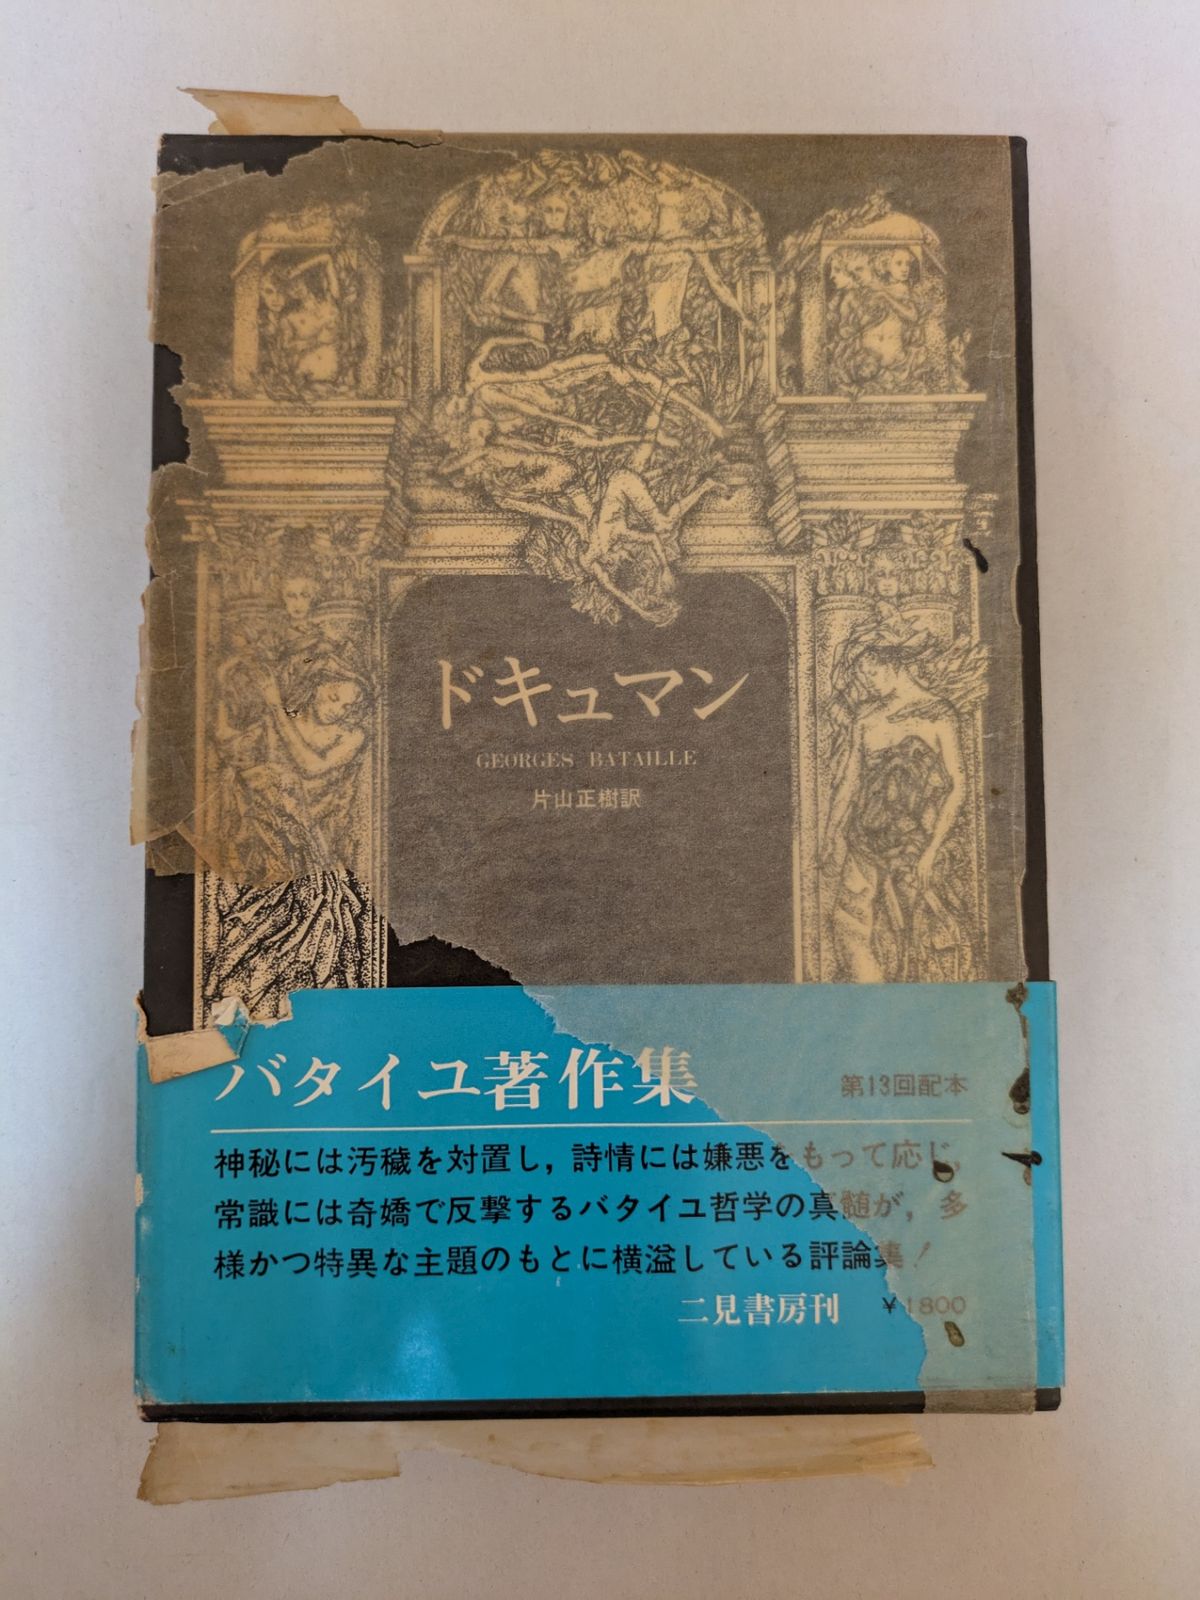 ドキュマン
GEORGES BATAILLE
片山正樹訳
バタイユ著作集
第13回配本
神秘には汚穢を対置し，詩情には嫌悪をもって応じ，
常識には奇矯で反撃するバタイユ哲学の真髄が，多
様かつ特異な主題のもとに横溢している評論集！
二見書房刊
¥1800